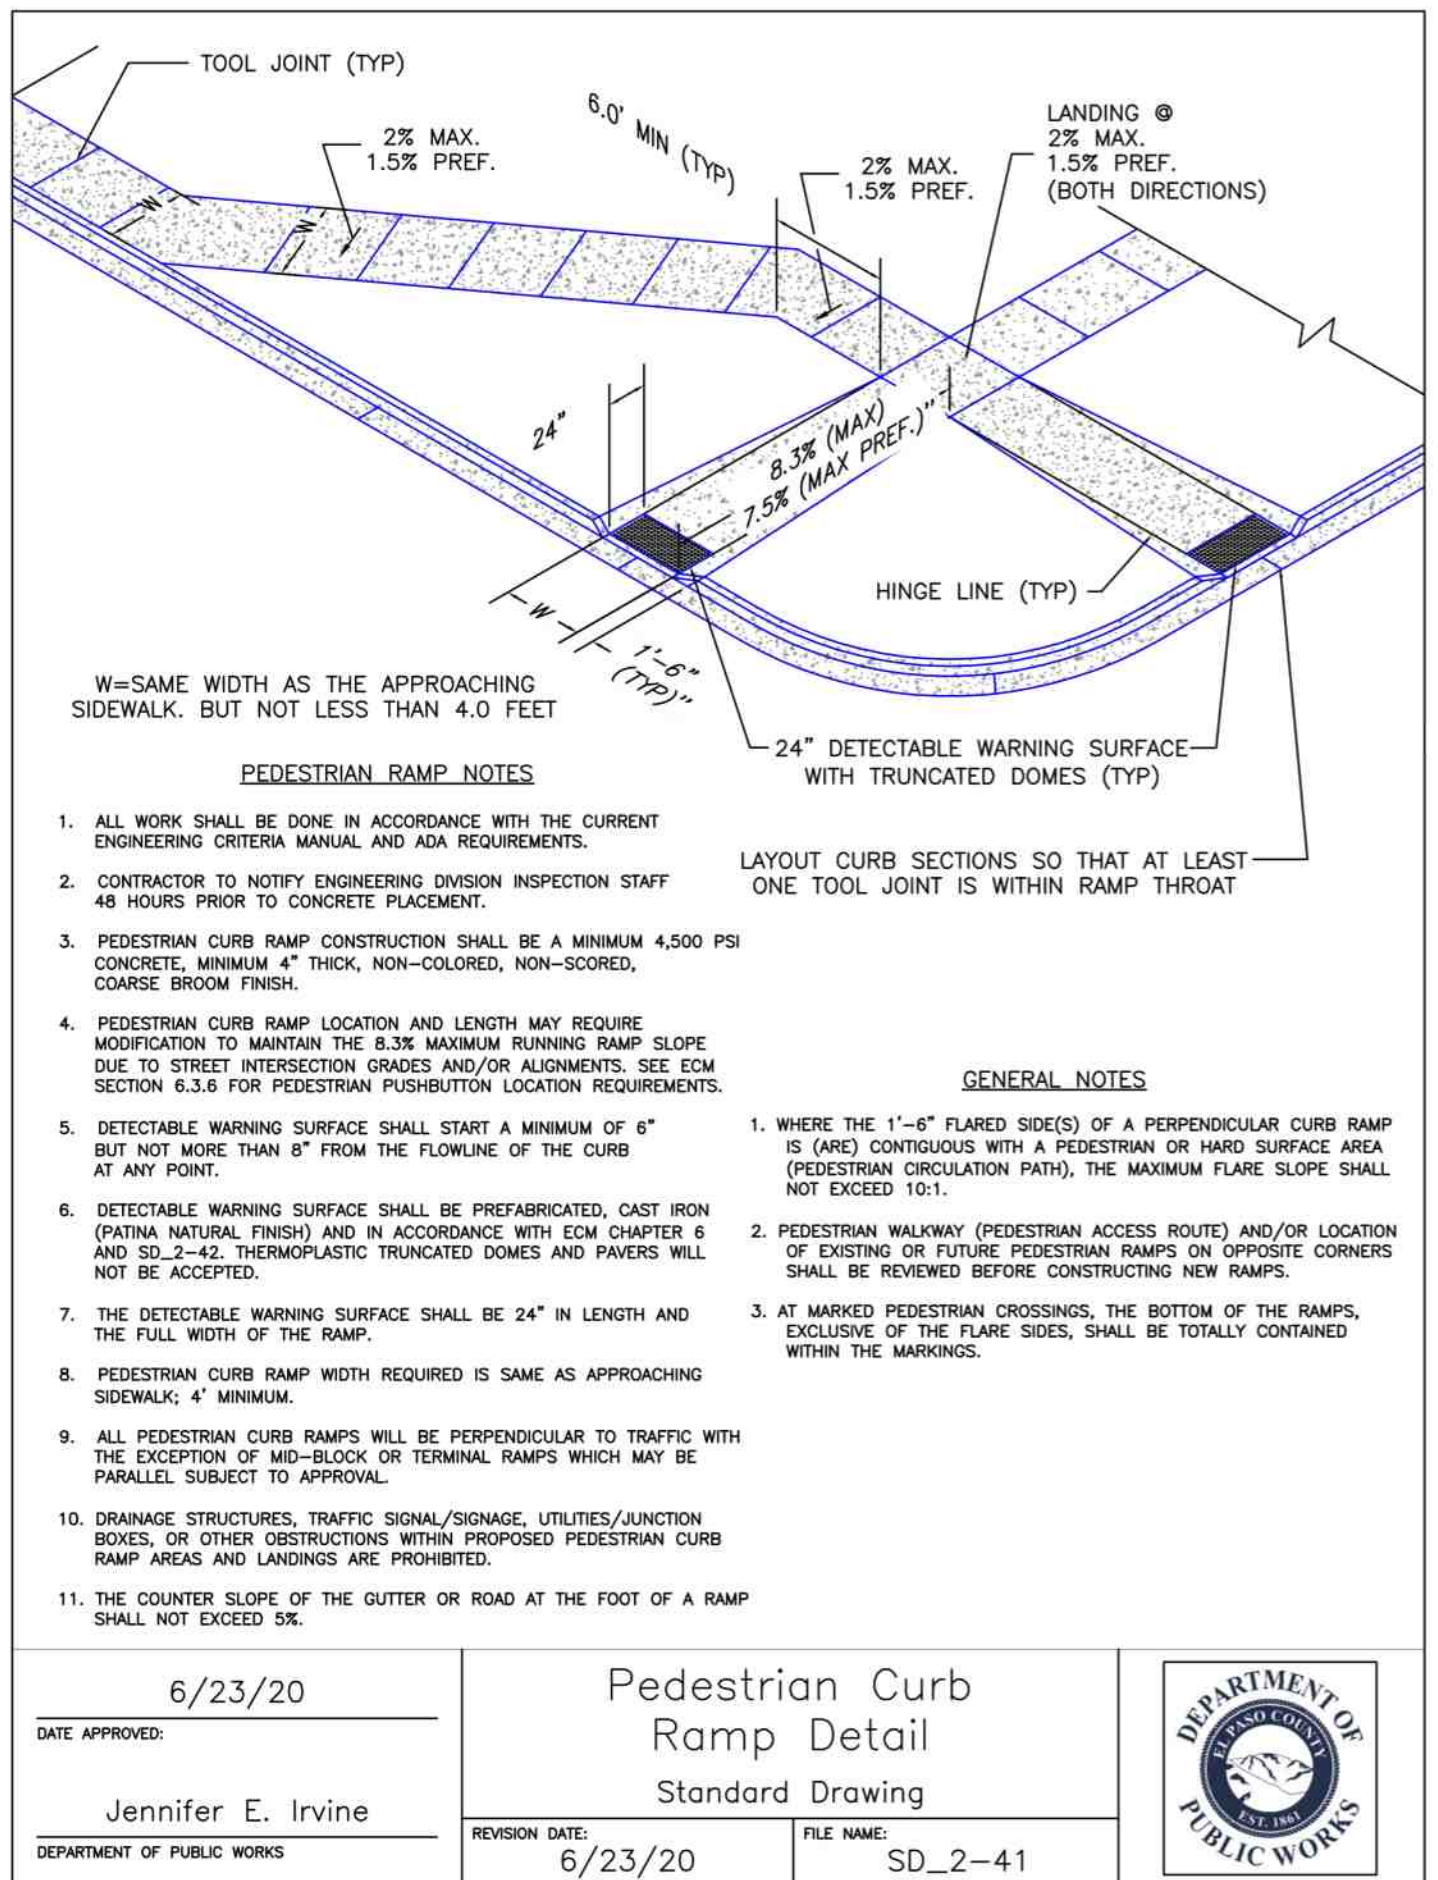 TOOL JOINT (TYP)
2% MAX.
1.5% PREF.
6.0' MIN (TYP)
2% MAX.
1.5% PREF.
LANDING @
2% MAX.
1.5% PREF.
(BOTH DIRECTIONS)
W
W
24"
8.3% (MAX)
7.5% (MAX PREF.)"
HINGE LINE (TYP)
W
1'-6"
(TYP)"
W=SAME WIDTH AS THE APPROACHING
SIDEWALK. BUT NOT LESS THAN 4.0 FEET
24" DETECTABLE WARNING SURFACE
WITH TRUNCATED DOMES (TYP)
LAYOUT CURB SECTIONS SO THAT AT LEAST
ONE TOOL JOINT IS WITHIN RAMP THROAT
PEDESTRIAN RAMP NOTES
1. ALL WORK SHALL BE DONE IN ACCORDANCE WITH THE CURRENT
ENGINEERING CRITERIA MANUAL AND ADA REQUIREMENTS.
2. CONTRACTOR TO NOTIFY ENGINEERING DIVISION INSPECTION STAFF
48 HOURS PRIOR TO CONCRETE PLACEMENT.
3. PEDESTRIAN CURB RAMP CONSTRUCTION SHALL BE A MINIMUM 4,500 PSI
CONCRETE, MINIMUM 4" THICK, NON-COLORED, NON-SCORED,
COARSE BROOM FINISH.
4. PEDESTRIAN CURB RAMP LOCATION AND LENGTH MAY REQUIRE
MODIFICATION TO MAINTAIN THE 8.3% MAXIMUM RUNNING RAMP SLOPE
DUE TO STREET INTERSECTION GRADES AND/OR ALIGNMENTS. SEE ECM
SECTION 6.3.6 FOR PEDESTRIAN PUSHBUTTON LOCATION REQUIREMENTS.
5. DETECTABLE WARNING SURFACE SHALL START A MINIMUM OF 6"
BUT NOT MORE THAN 8" FROM THE FLOWLINE OF THE CURB
AT ANY POINT.
6. DETECTABLE WARNING SURFACE SHALL BE PREFABRICATED, CAST IRON
(PATINA NATURAL FINISH) AND IN ACCORDANCE WITH ECM CHAPTER 6
AND SD_2-42. THERMOPLASTIC TRUNCATED DOMES AND PAVERS WILL
NOT BE ACCEPTED.
7. THE DETECTABLE WARNING SURFACE SHALL BE 24" IN LENGTH AND
THE FULL WIDTH OF THE RAMP.
8. PEDESTRIAN CURB RAMP WIDTH REQUIRED IS SAME AS APPROACHING
SIDEWALK; 4' MINIMUM.
9. ALL PEDESTRIAN CURB RAMPS WILL BE PERPENDICULAR TO TRAFFIC WITH
THE EXCEPTION OF MID-BLOCK OR TERMINAL RAMPS WHICH MAY BE
PARALLEL SUBJECT TO APPROVAL.
10. DRAINAGE STRUCTURES, TRAFFIC SIGNAL/SIGNAGE, UTILITIES/JUNCTION
BOXES, OR OTHER OBSTRUCTIONS WITHIN PROPOSED PEDESTRIAN CURB
RAMP AREAS AND LANDINGS ARE PROHIBITED.
11. THE COUNTER SLOPE OF THE GUTTER OR ROAD AT THE FOOT OF A RAMP
SHALL NOT EXCEED 5%.
GENERAL NOTES
1. WHERE THE 1'-6" FLARED SIDE(S) OF A PERPENDICULAR CURB RAMP
IS (ARE) CONTIGUOUS WITH A PEDESTRIAN OR HARD SURFACE AREA
(PEDESTRIAN CIRCULATION PATH), THE MAXIMUM FLARE SLOPE SHALL
NOT EXCEED 10:1.
2. PEDESTRIAN WALKWAY (PEDESTRIAN ACCESS ROUTE) AND/OR LOCATION
OF EXISTING OR FUTURE PEDESTRIAN RAMPS ON OPPOSITE CORNERS
SHALL BE REVIEWED BEFORE CONSTRUCTING NEW RAMPS.
3. AT MARKED PEDESTRIAN CROSSINGS, THE BOTTOM OF THE RAMPS,
EXCLUSIVE OF THE FLARE SIDES, SHALL BE TOTALLY CONTAINED
WITHIN THE MARKINGS.
6/23/20
DATE APPROVED:
Jennifer E. Irvine
DEPARTMENT OF PUBLIC WORKS
Pedestrian Curb
Ramp Detail
Standard Drawing
REVISION DATE:
6/23/20
FILE NAME:
SD_2-41
DEPARTMENT OF
PUBLIC WORKS
EL PASO COUNTY
EST. 1861